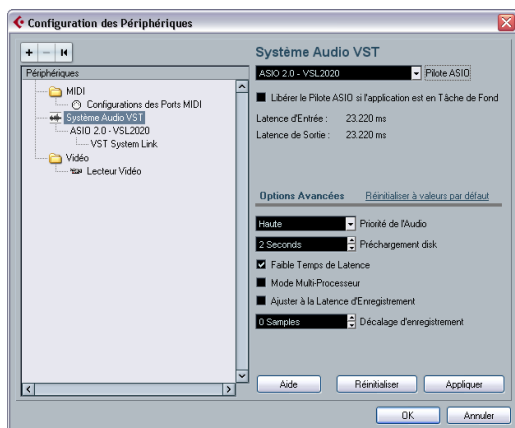 Configuration des Périphériques
Périphériques
MIDI
Configurations des Ports MIDI
Système Audio VST
ASIO 2.0 - VSL2020
VST System Link
Vidéo
Lecteur Vidéo
Système Audio VST
ASIO 2.0 - VSL2020 Pilote ASIO
Libérer le Pilote ASIO si l'application est en Tâche de Fond
Latence d'Entrée : 23.220 ms
Latence de Sortie : 23.220 ms
Options Avancées Réinitialiser à valeurs par défaut
Haute Priorité de l'Audio
2 Seconds Préchargement disk
Faible Temps de Latence
Mode Multi-Processeur
Ajuster à la Latence d'Enregistrement
0 Samples Décalage d'enregistrement
Aide Réinitialiser Appliquer
OK Annuler